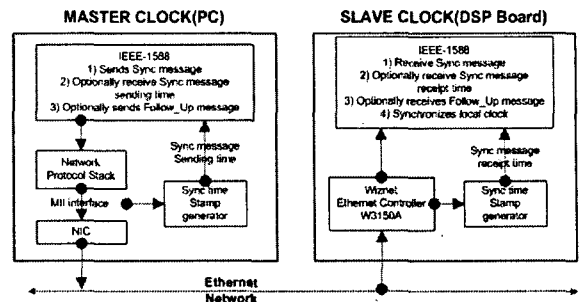 MASTER CLOCK(PC)
IEEE-1588
1) Sends Sync message
2) Optionally receive Sync message
sending time
3) Optionally sends Follow_Up message
Sync message
Sending time
Network
Protocol Stack
MII interface
Sync time
Stamp
generator
NIC
SLAVE CLOCK(DSP Board)
IEEE-1588
1) Receive Sync message
2) Optionally receive Sync message
receipt time
3) Optionally receives Follow_Up message
4) Synchronizes local clock
Sync message
receipt time
Wiznet
Ethernet Controller
W3150A
Sync time
Stamp
generator
Ethernet
Network